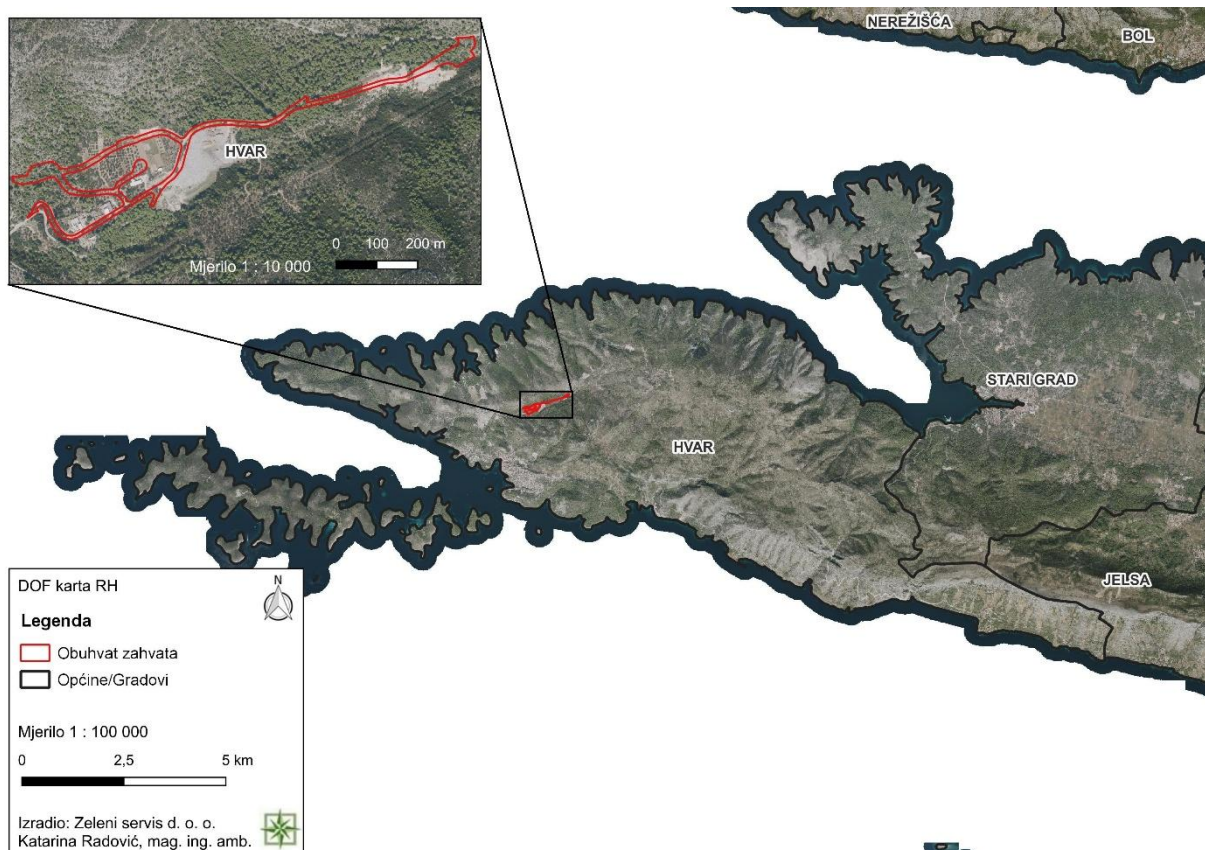 NEREŽIŠĆA
BOL
HVAR
0 100 200 m
Mjerilo 1 : 10 000
STARI GRAD
HVAR
JELSA
DOF karta RH
N
Legenda
Obuhvat zahvata
Općine/Gradovi
Mjerilo 1 : 100 000
0 2,5 5 km
Izradio: Zeleni servis d. o. o.
Katarina Radović, mag. ing. amb.